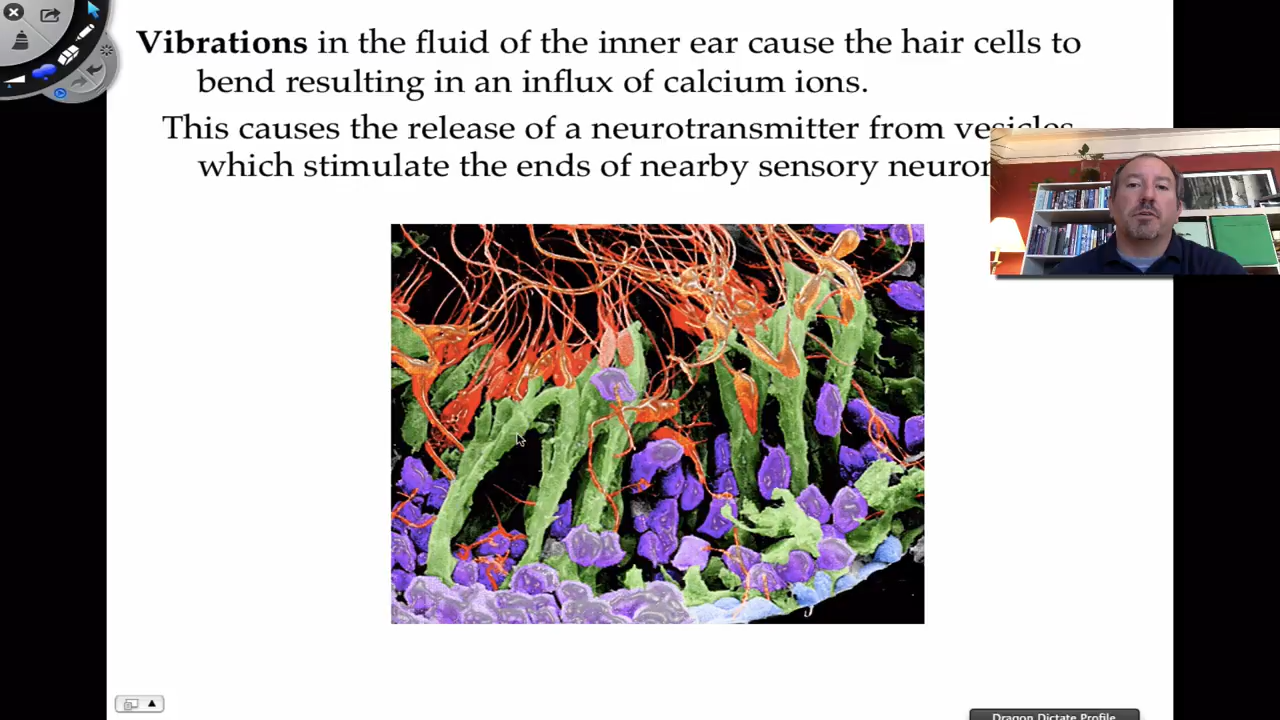 Vibrations in the fluid of the inner ear cause the hair cells to
bend resulting in an influx of calcium ions.
This causes the release of a neurotransmitter from vesicles
which stimulate the ends of nearby sensory
Dragon Dictate Profile